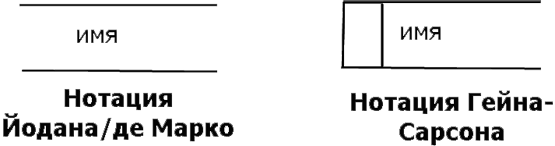 имя
Нотация
Йодана/де Марко
имя
Нотация Гейна-
Сарсона